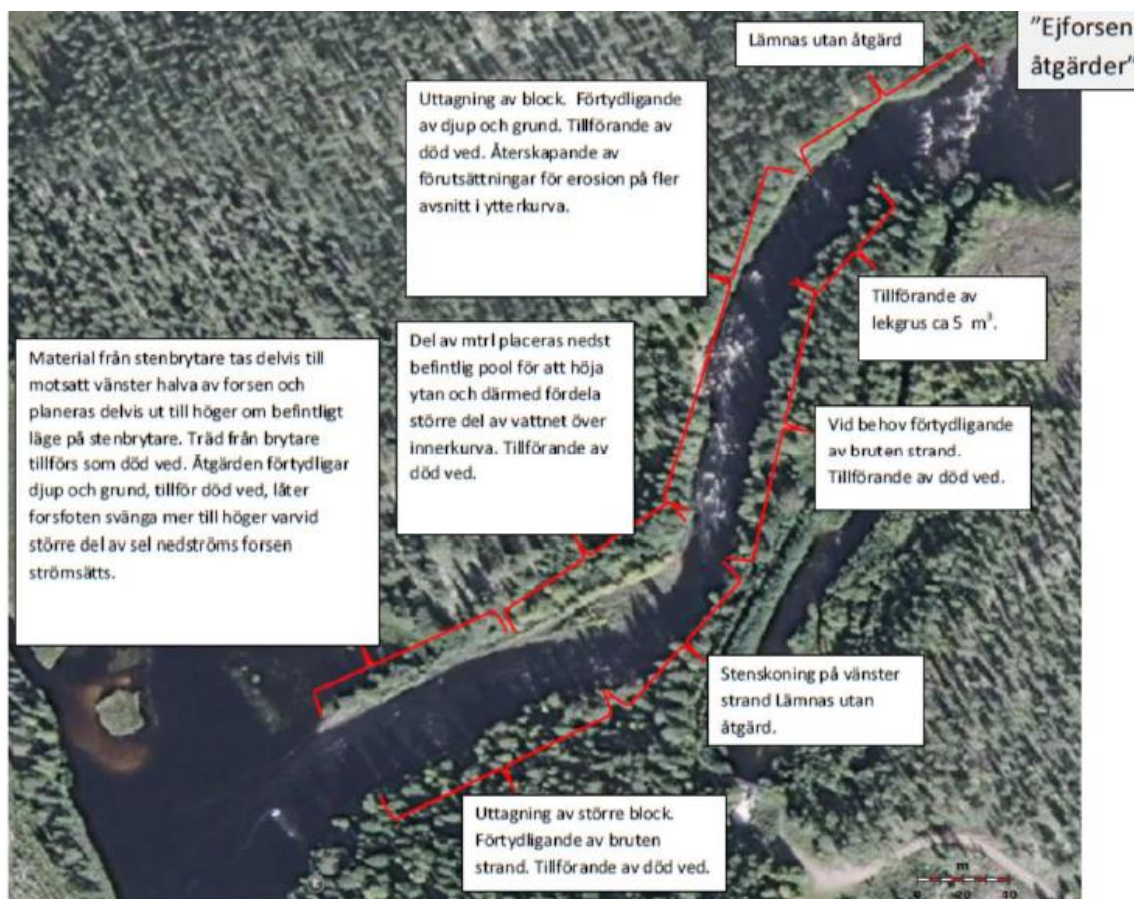 "Ejforsen
åtgärder"
Lämnas utan åtgärd
Uttagning av block. Förtydligande
av djup och grund. Tillförande av
död ved. Återskapande av
förutsättningar för erosion på fler
avsnitt i ytterkurva.
Tillförande av
lekgrus ca 5 m³.
Del av mtrl placeras nedst
befintlig pool för att höja
ytan och därmed fördela
större del av vattnet över
innerkurva. Tillförande av
död ved.
Material från stenbrytare tas delvis till
motsatt vänster halva av forsen och
planeras delvis ut till höger om befintligt
läge på stenbrytare. Träd från brytare
tillförs som död ved. Åtgärden förtydligar
djup och grund, tillför död ved, låter
forsfoten svänga mer till höger varvid
större del av sel nedströms forsen
strömsätts.
Vid behov förtydligande
av bruten strand.
Tillförande av död ved.
Stenskoning på vänster
strand Lämnas utan
åtgärd.
Uttagning av större block.
Förtydligande av bruten
strand. Tillförande av död ved.
m
0 20 40